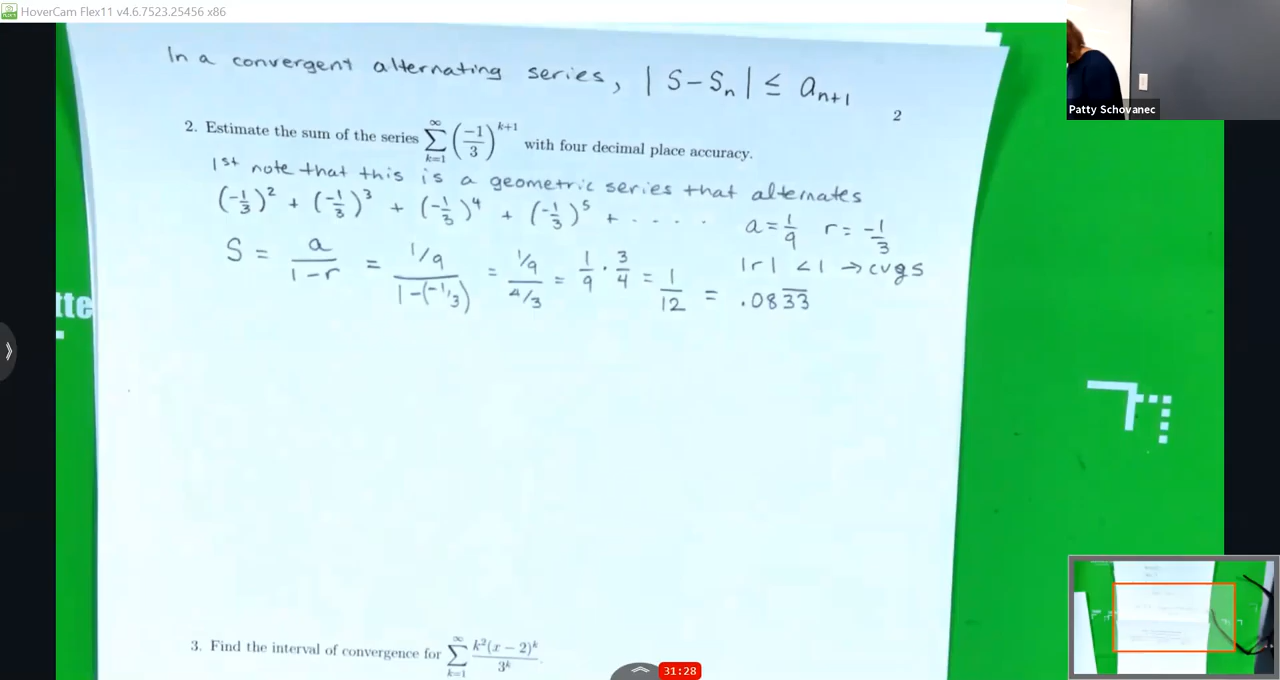 HoverCam Flex11 v4.6.7523.25456 x86
In a convergent alternating series, |S-Sₙ| ≤ aₙ₊₁
2
2. Estimate the sum of the series ∑_{k=1}^{∞} (-1/3)^{k+1} with four decimal place accuracy.
1st note that this is a geometric series that alternates
(-1/3)² + (-1/3)³ + (-1/3)⁴ + (-1/3)⁵ + - - - - .
a = 1/9 r = -1/3
|r| < 1 → cvgs
S = a/(1-r) = (1/9)/(1-(-1/3)) = (1/9)/(4/3) = 1/9 · 3/4 = 1/12 = .083̅3̅
3. Find the interval of convergence for ∑_{k=1}^{∞} k²(x − 2)ᵏ/3ᵏ.
Patty Schovanec
tte
31:28